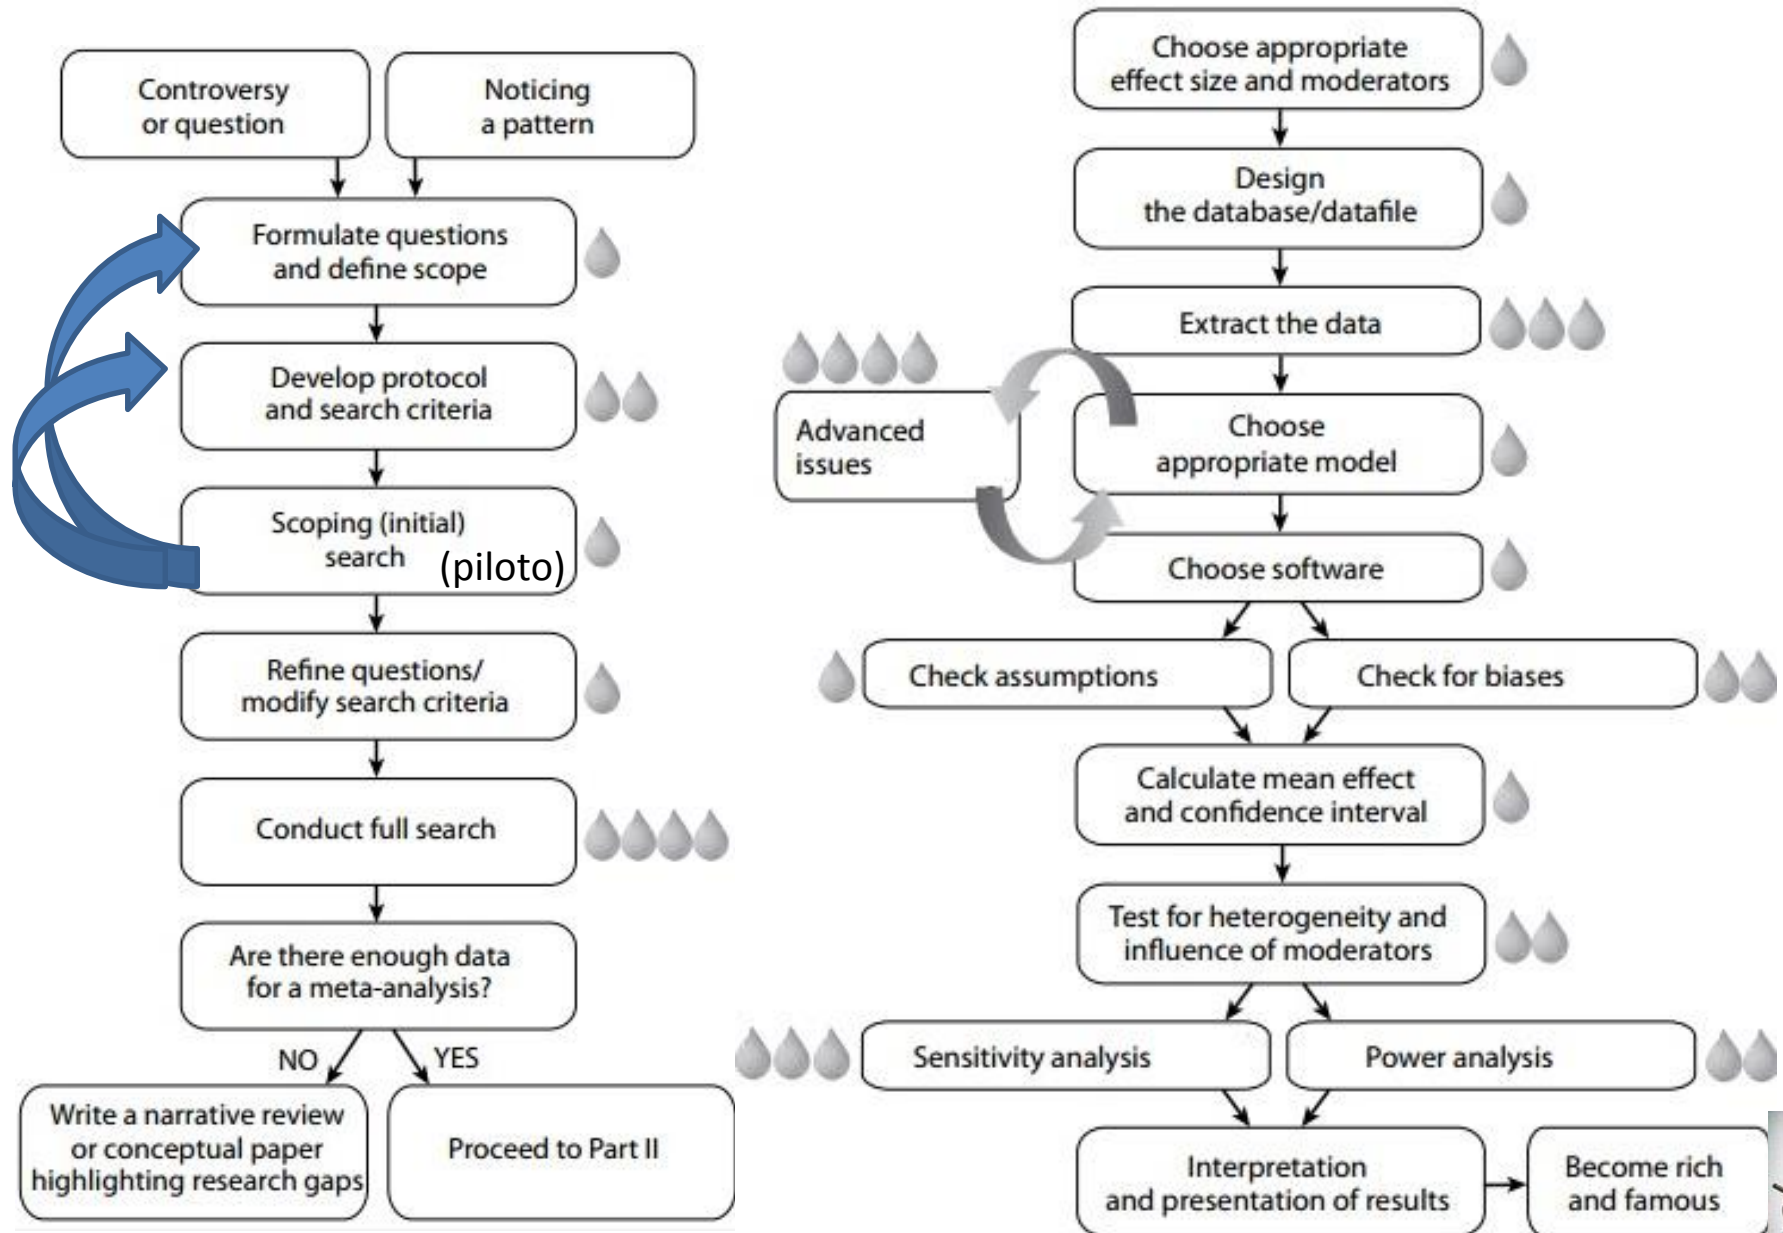 Controversy
or question
Noticing
a pattern
Formulate questions
and define scope
Develop protocol
and search criteria
Scoping (initial)
search
(piloto)
Refine questions/
modify search criteria
Conduct full search
Are there enough data
for a meta-analysis?
NO
YES
Write a narrative review
or conceptual paper
highlighting research gaps
Proceed to Part II
Choose appropriate
effect size and moderators
Design
the database/datafile
Extract the data
Advanced
issues
Choose
appropriate model
Choose software
Check assumptions
Check for biases
Calculate mean effect
and confidence interval
Test for heterogeneity and
influence of moderators
Sensitivity analysis
Power analysis
Interpretation
and presentation of results
Become rich
and famous